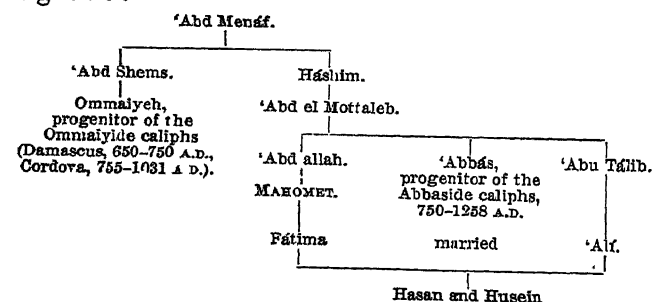 ‘Abd Menáf.
‘Abd Shems.
Háshim.
Ommaiyeh,
progenitor of the
Ommaiyide caliphs
(Damascus, 650–750 A.D.,
Cordova, 755–1031 A D.).
‘Abd el Mottaleb.
‘Abd allah.
‘Abbás,
progenitor of the
Abbaside caliphs,
750–1258 A.D.
‘Abu Tálib.
MAHOMET.
Fátima married ‘Alí.
Hasan and Husein